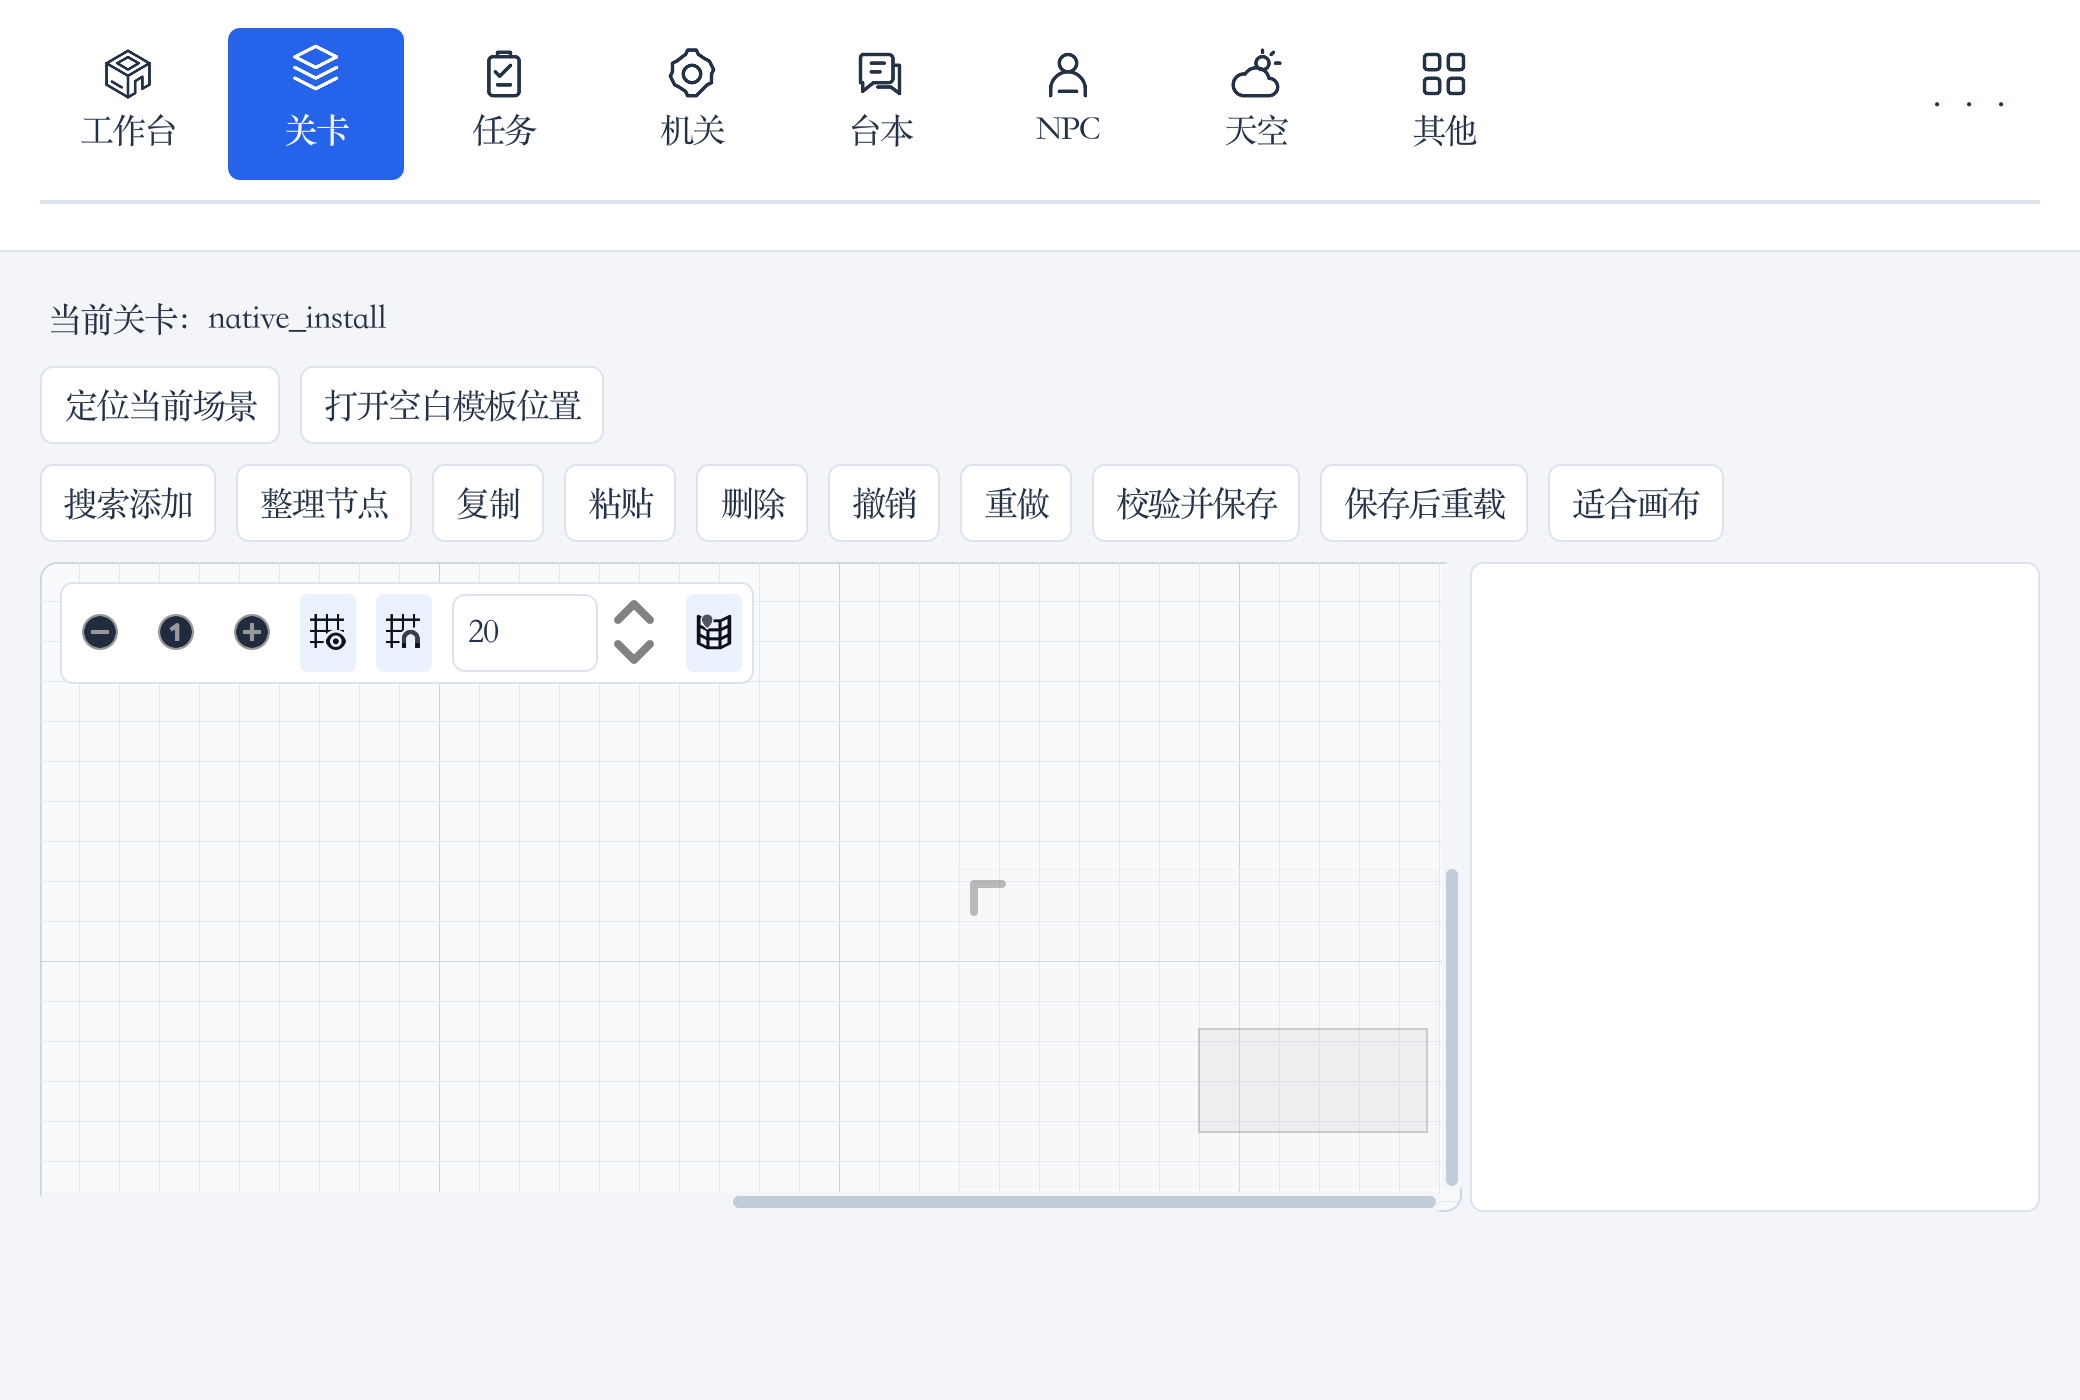 工作台 关卡 任务 机关 台本 NPC 天空 其他 · · ·
当前关卡: native_install
定位当前场景 打开空白模板位置
搜索添加 整理节点 复制 粘贴 删除 撤销 重做 校验并保存 保存后重载 适合画布
1 20